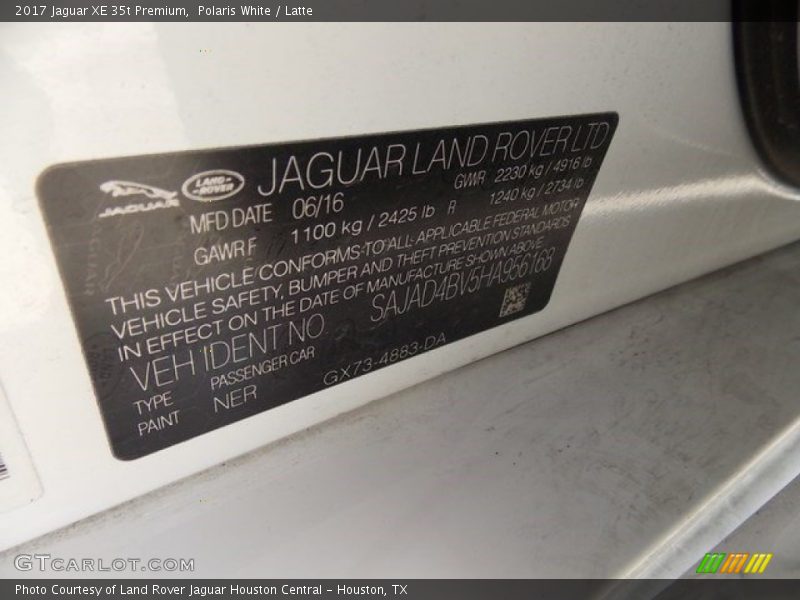 2017 Jaguar XE 35t Premium,  Polaris White / Latte
JAGUAR
LAND ROVER
JAGUAR LAND ROVER LTD
MFD DATE 06/16 GWR 2230 kg / 4916 lb
GAWR F 1100 kg / 2425 lb R 1240 kg / 2734 lb
THIS VEHICLE CONFORMS TO ALL APPLICABLE FEDERAL MOTOR
VEHICLE SAFETY, BUMPER AND THEFT PREVENTION STANDARDS
IN EFFECT ON THE DATE OF MANUFACTURE SHOWN ABOVE
VEH IDENT NO SAJAD4BV5HA956168
TYPE PASSENGER CAR
PAINT NER GX73-4883-DA
GTCARLOT.COM
Photo Courtesy of Land Rover Jaguar Houston Central – Houston, TX